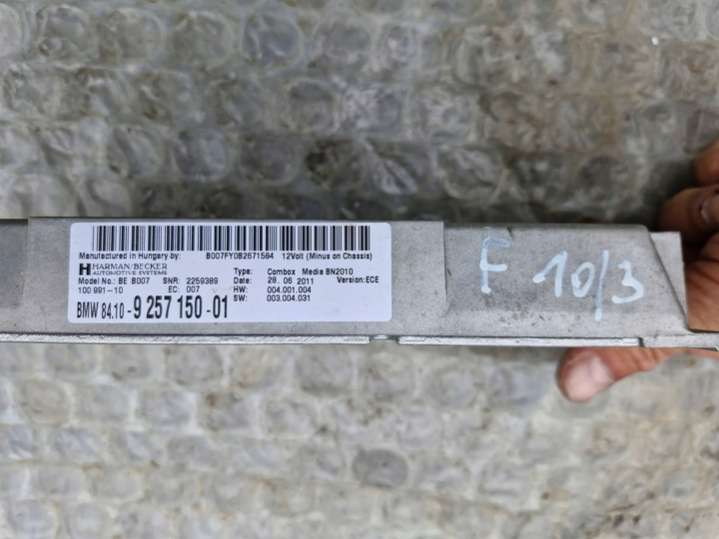 Manufactured in Hungary by: B007FY0B2671584 12Volt (Minus on Chassis)
HARMAN/BECKER Type: Combox Media BN2010
AUTOMOTIVE SYSTEMS
Model No.: BE B007 SNR: 2259389 Date: 28.06 2011 Version:ECE
100 991-10 EC: 007 HW: 004.001.004
BMW 84.10 - 9 257 150 -01 SW: 003.004.031
F 10/3